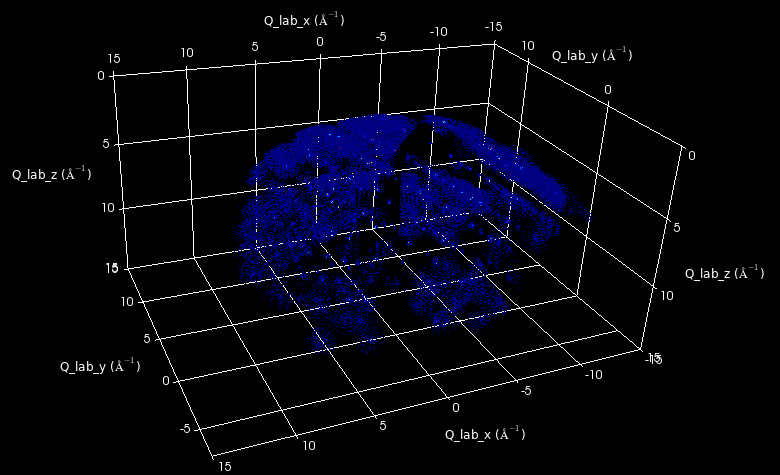 Q_lab_x (Å⁻¹)
15 10 5 0 -5 -10 -15
10 Q_lab_y (Å⁻¹)
0
0 5 10 15
Q_lab_z (Å⁻¹)
0 5 10 15
Q_lab_z (Å⁻¹)
10 5 0 -5
Q_lab_y (Å⁻¹)
15 10 5 0 -5 -10 -15
Q_lab_x (Å⁻¹)